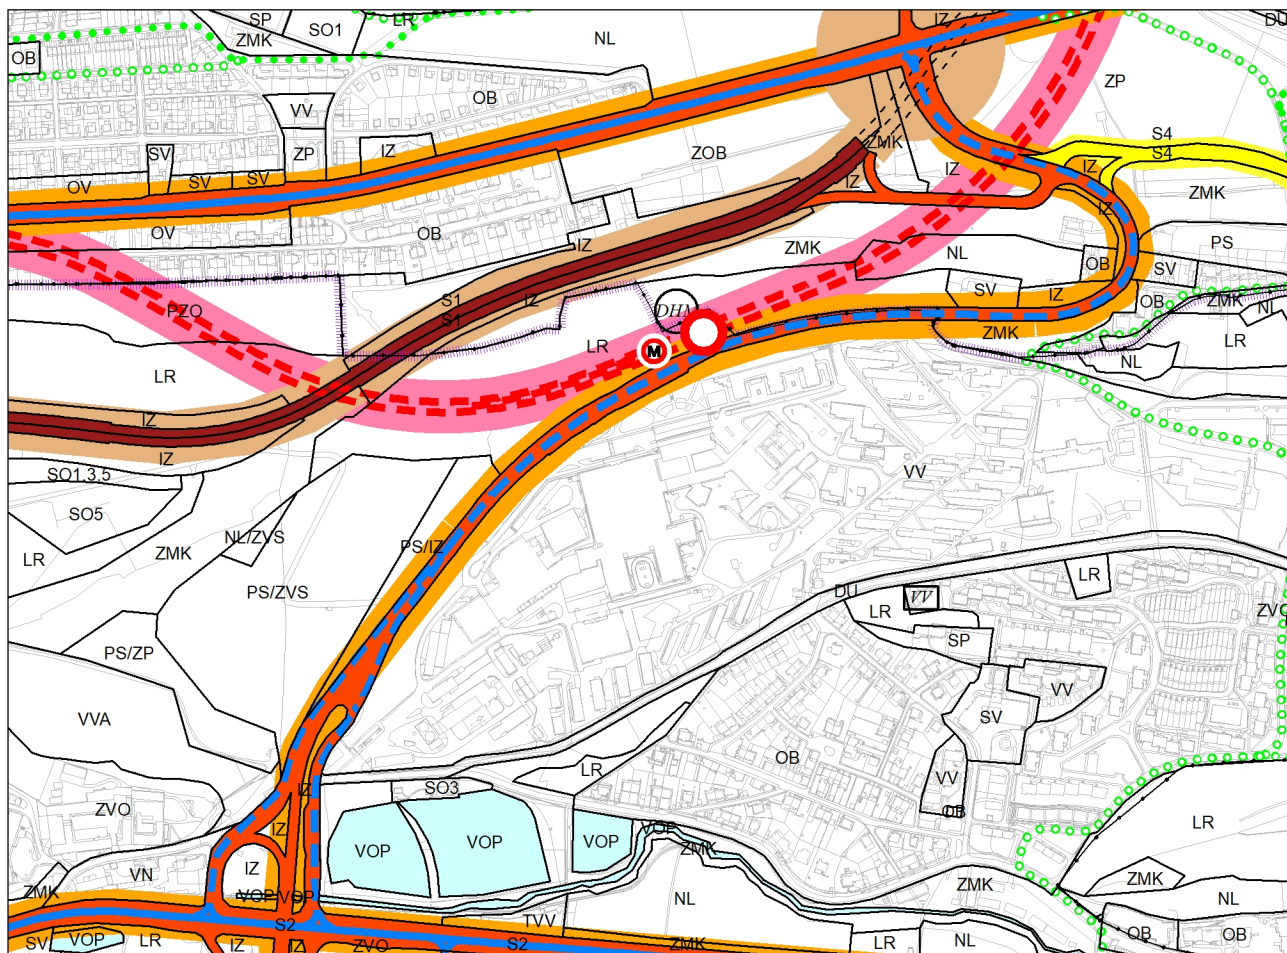 SP
LR
IZ
DU
SO1
ZMK
NL
OB
ZP
OB
VV
S4
ZMK
S4
SV
ZP
IZ
ZOB
IZ
IZ
OV
SV
SV
IZ
ZMK
IZ
OV
OB
IZ
ZMK
NL
PS
OB
SV
S1
IZ
SV
IZ
OB
ZMK
PZO
S1
DHM
NL
ZMK
LR
M
LR
NL
LR
IZ
IZ
SO1,3,5
VV
SO5
NL/ZVS
PS/IZ
LR
ZMK
PS/ZVS
DU
LR
VV
LR
ZVO
PS/ZP
SP
VV
VVA
SV
OB
LR
IZ
SO3
VV
ZVO
OB
IZ
VOP
VOP
VOP
VOP
ZMK
LR
VN
IZ
ZMK
ZMK
ZMK
VOP
VOP
NL
NL
S2
TVV
SV
VOP
LR
IZ
IZ
ZVO
S2
ZMK
LR
NL
OB
OB